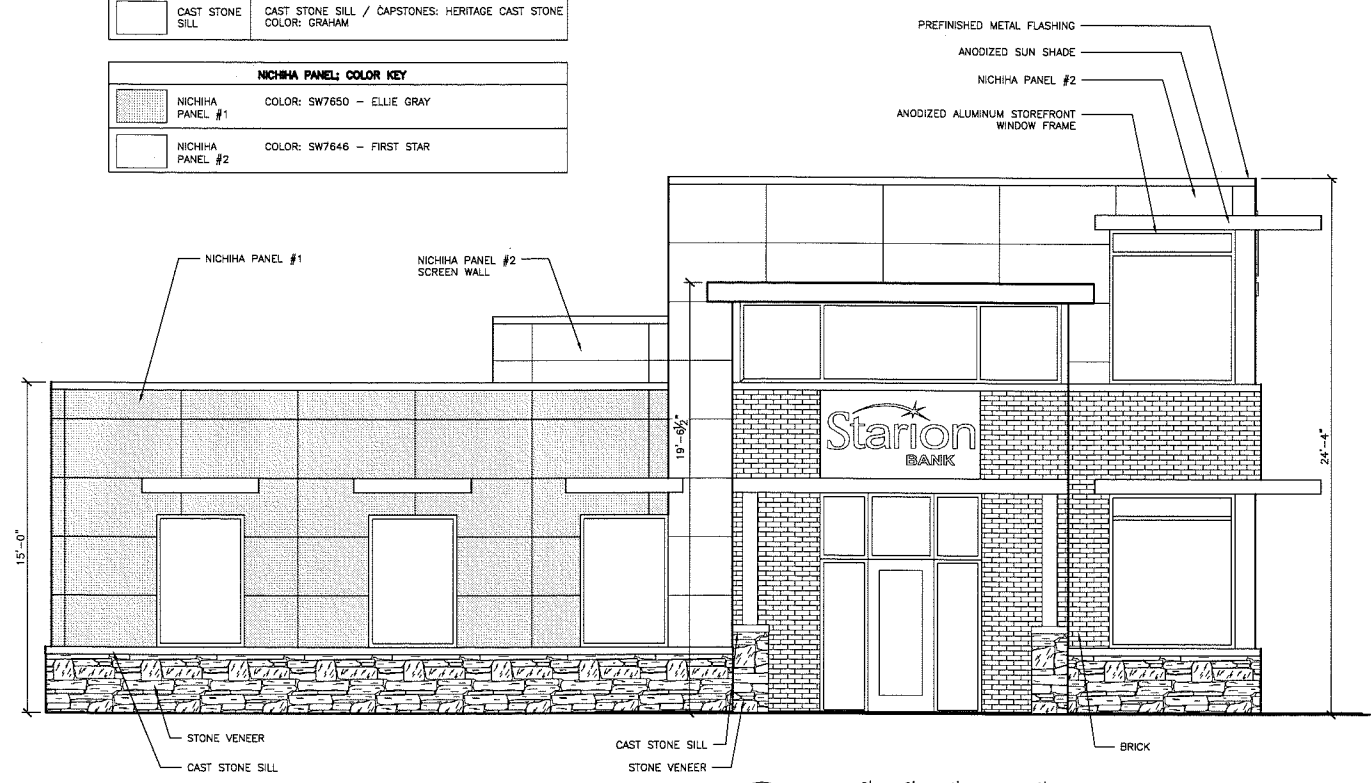 CAST STONE SILL
CAST STONE SILL / CAPSTONES: HERITAGE CAST STONE
COLOR: GRAHAM
NICHIHA PANEL; COLOR KEY
NICHIHA PANEL #1
COLOR: SW7650 – ELLIE GRAY
NICHIHA PANEL #2
COLOR: SW7646 – FIRST STAR
PREFINISHED METAL FLASHING
ANODIZED SUN SHADE
NICHIHA PANEL #2
ANODIZED ALUMINUM STOREFRONT
WINDOW FRAME
NICHIHA PANEL #1
NICHIHA PANEL #2
SCREEN WALL
15'-0"
19'-6½"
24'-4"
Starion
BANK
STONE VENEER
CAST STONE SILL
CAST STONE SILL
STONE VENEER
BRICK